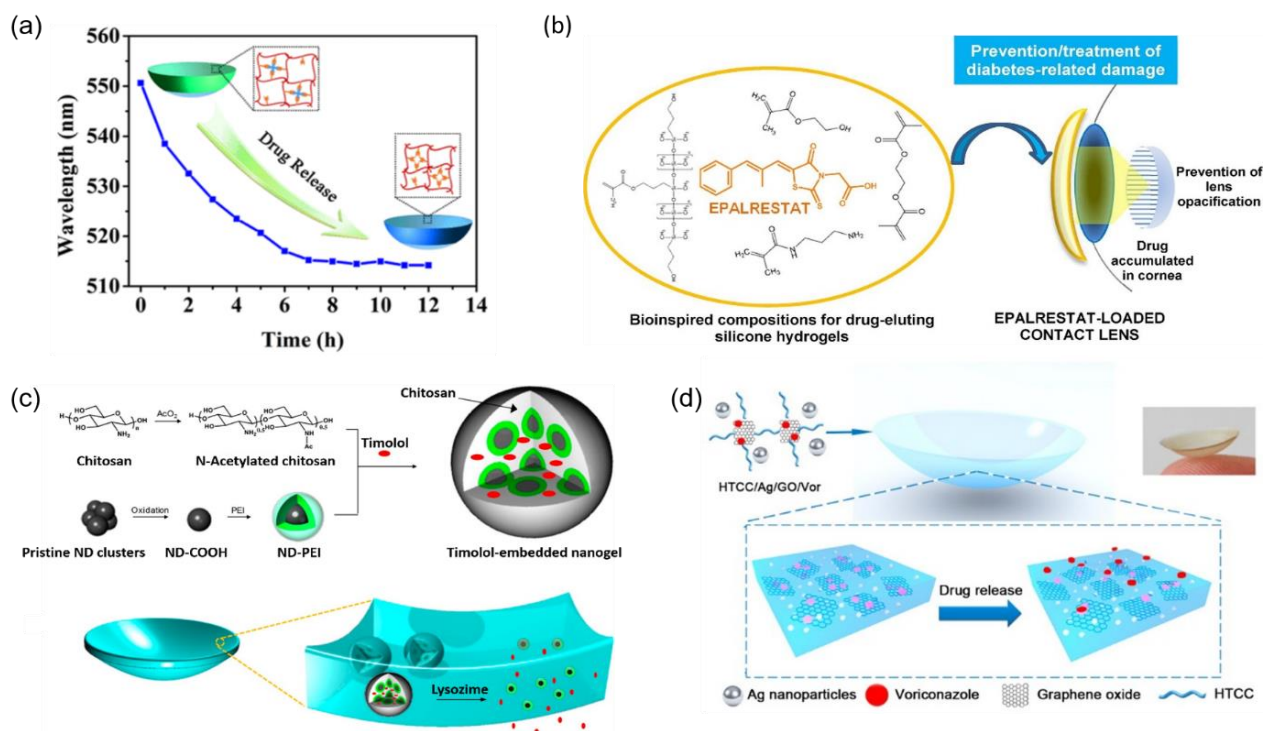 (a)
560
550
540
530
520
510
Wavelength (nm)
Drug Release
0 2 4 6 8 10 12 14
Time (h)
(b)
Prevention/treatment of
diabetes-related damage
EPALRESTAT
Prevention of
lens
opacification
Drug
accumulated
in cornea
Bioinspired compositions for drug-eluting
silicone hydrogels
EPALRESTAT-LOADED
CONTACT LENS
(c)
Chitosan
AcO₂
Chitosan
N-Acetylated chitosan
Timolol
Oxidation
PEI
Pristine ND clusters
ND-COOH
ND-PEI
Timolol-embedded nanogel
Lysozime
(d)
HTCC/Ag/GO/Vor
Drug release
Ag nanoparticles
Voriconazole
Graphene oxide
HTCC